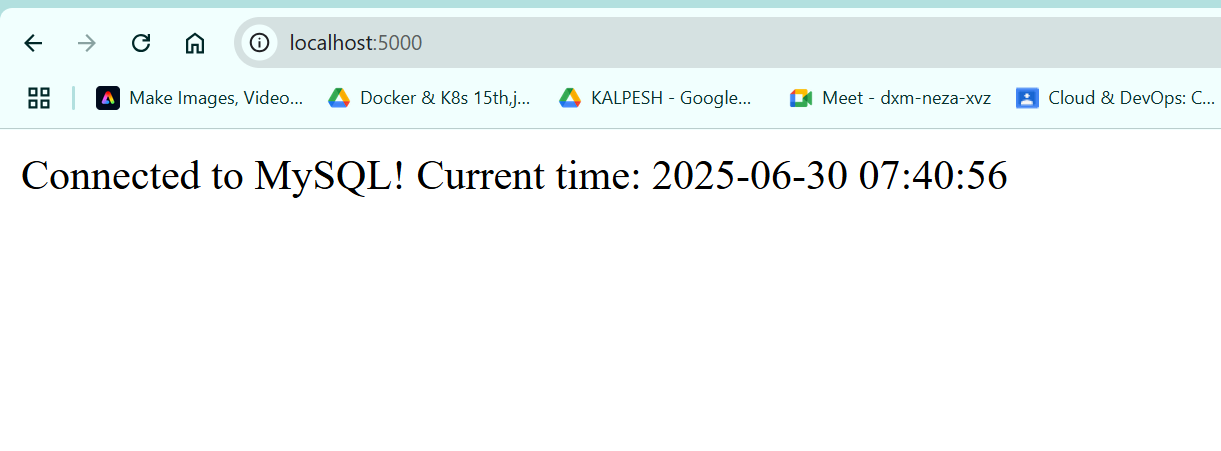 localhost:5000
Make Images, Video... Docker & K8s 15th,j... KALPESH - Google... Meet - dxm-neza-xvz Cloud & DevOps: C...
Connected to MySQL! Current time: 2025-06-30 07:40:56